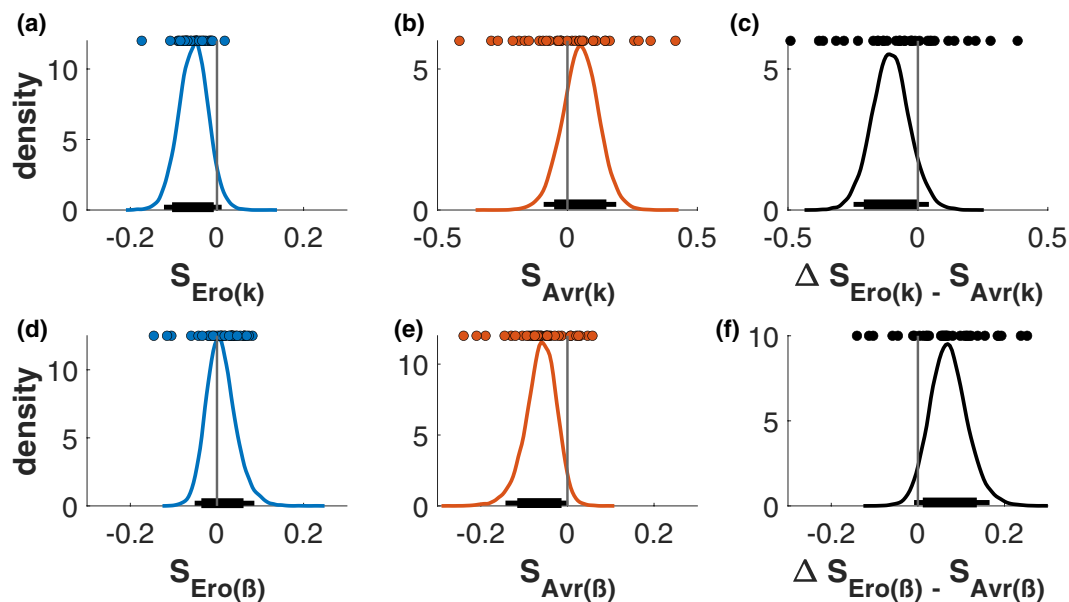 (a) (b) (c)
density
10
5
0
-0.2 0 0.2
S_Ero(k)
5
0
-0.5 0 0.5
S_Avr(k)
5
0
-0.5 0 0.5
Δ S_Ero(k) - S_Avr(k)
(d) (e) (f)
density
10
5
0
-0.2 0 0.2
S_Ero(ß)
10
5
0
-0.2 0 0.2
S_Avr(ß)
10
5
0
-0.2 0 0.2
Δ S_Ero(ß) - S_Avr(ß)